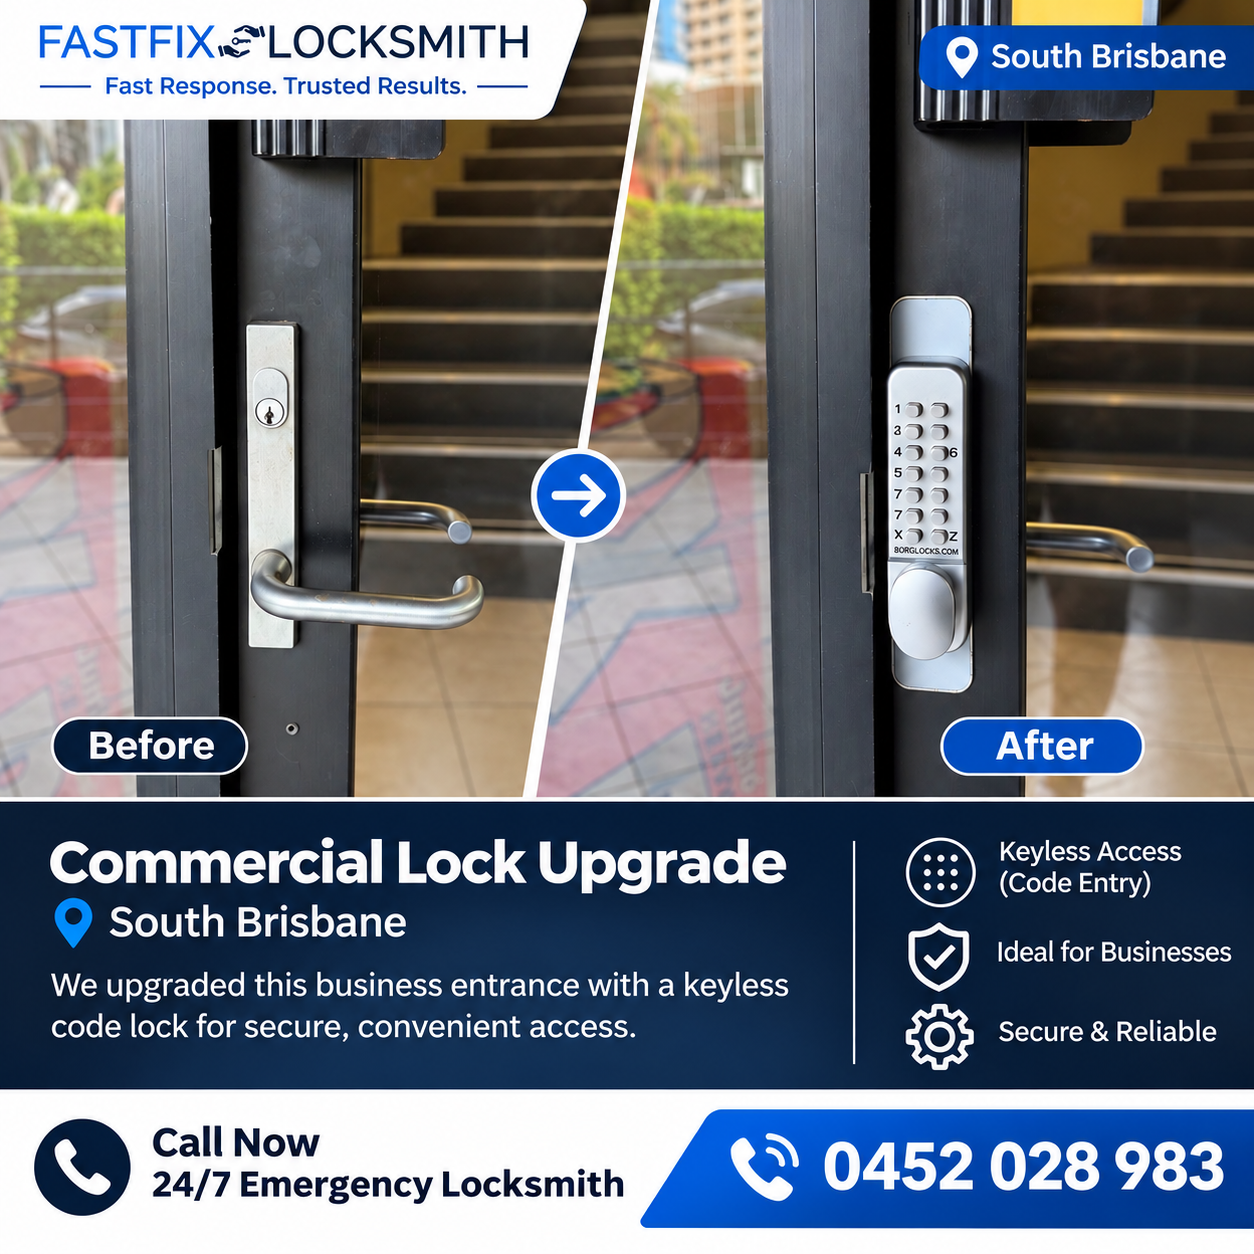 FASTFIX LOCKSMITH
Fast Response. Trusted Results.
South Brisbane
1
3
4 6
5
7
7
X Z
BORGLOCKS.COM
Before
After
Commercial Lock Upgrade
South Brisbane
We upgraded this business entrance with a keyless
code lock for secure, convenient access.
Keyless Access
(Code Entry)
Ideal for Businesses
Secure & Reliable
Call Now
24/7 Emergency Locksmith
0452 028 983